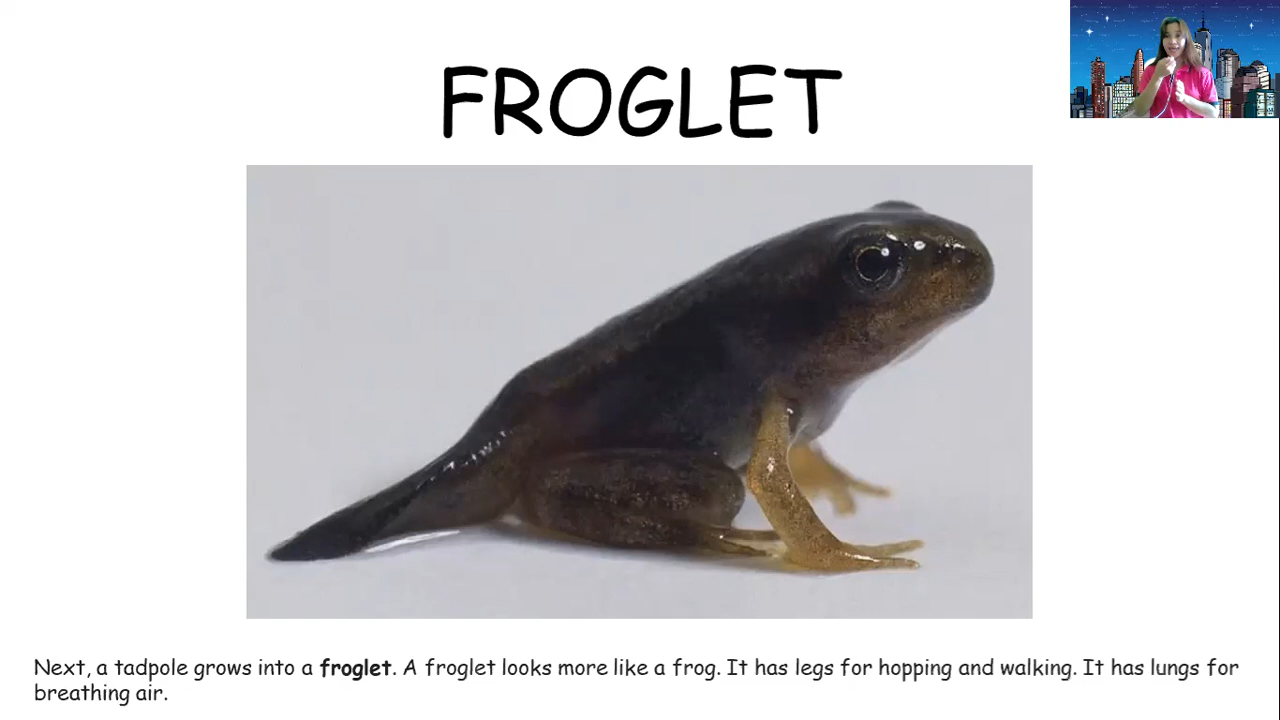 FROGLET
Next, a tadpole grows into a froglet. A froglet looks more like a frog. It has legs for hopping and walking. It has lungs for
breathing air.